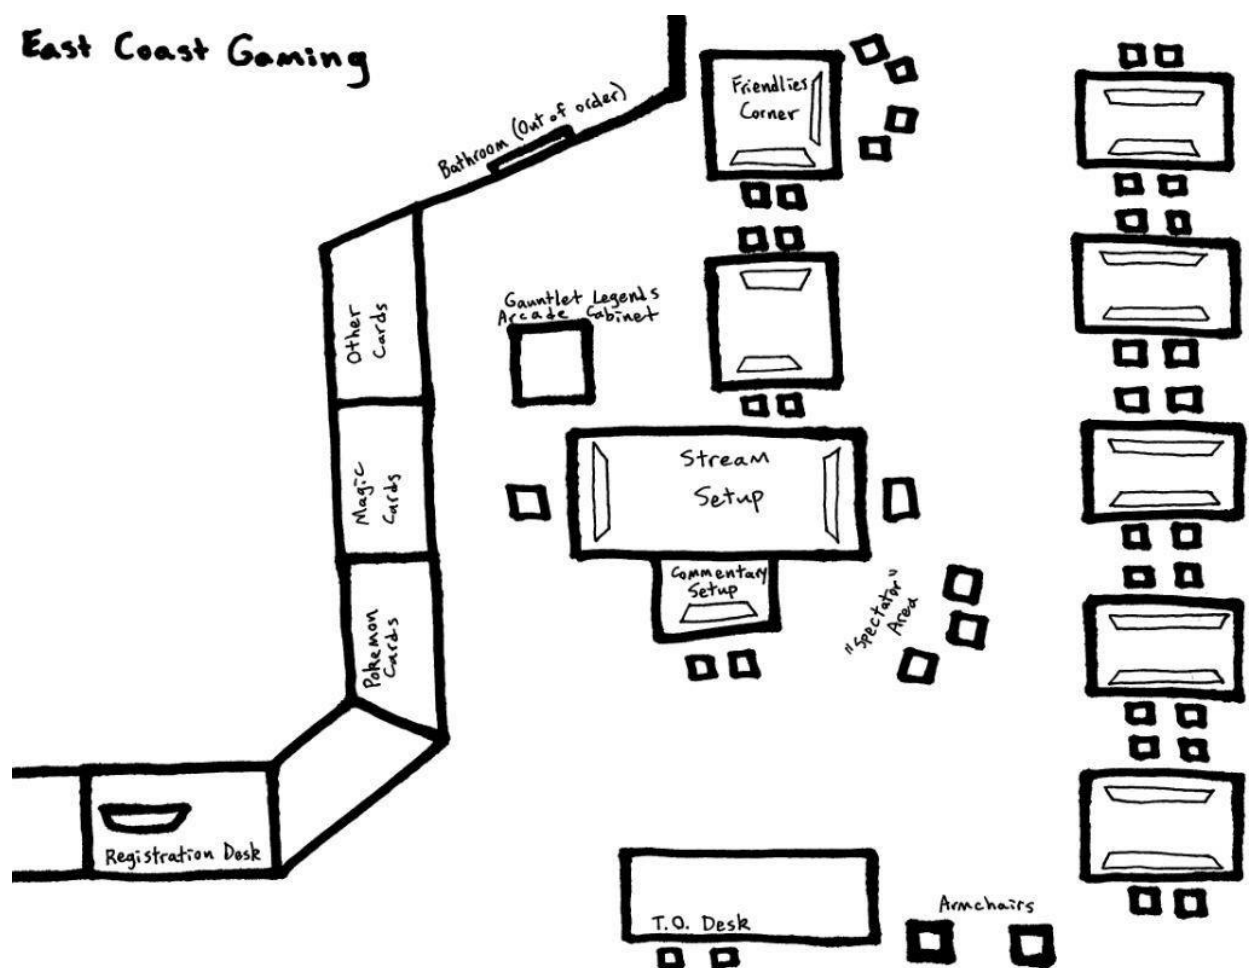 East Coast Gaming
Bathroom (Out of order)
Friendlies
Corner
Gauntlet Legends
Arcade Cabinet
Other
Cards
Magic
Cards
Pokemon
Cards
Stream
Setup
Commentary
Setup
"Spectator"
Area
Registration Desk
T.O. Desk
Armchairs